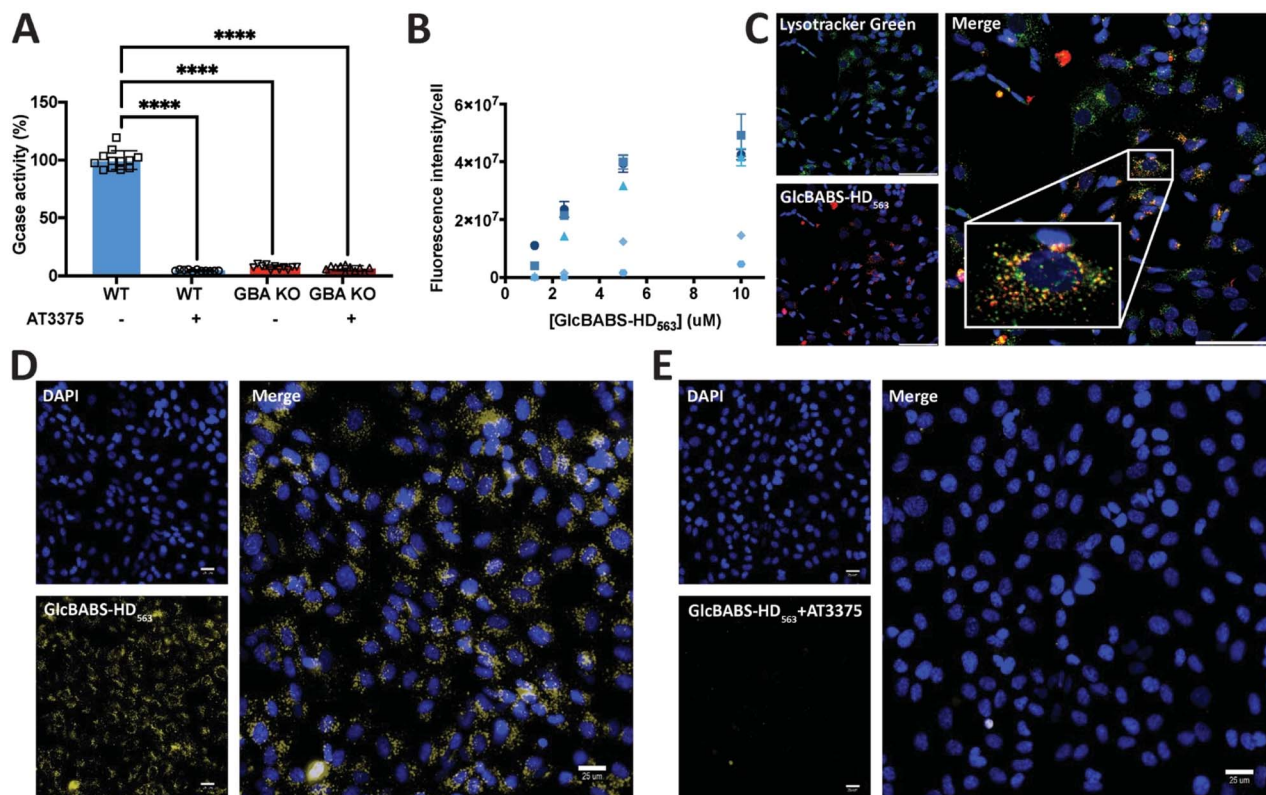 A
****
****
****
Gcase activity (%)
150
100
50
0
WT
WT
GBA KO
GBA KO
AT3375
-
+
-
+
B
Fluorescence intensity/cell
6×10⁷
4×10⁷
2×10⁷
0
0
2
4
6
8
10
[GlcBABS-HD₅₆₃] (uM)
C
Lysotracker Green
GlcBABS-HD₅₆₃
Merge
D
DAPI
GlcBABS-HD₅₆₃
Merge
25 um
E
DAPI
GlcBABS-HD₅₆₃+AT3375
Merge
25 um